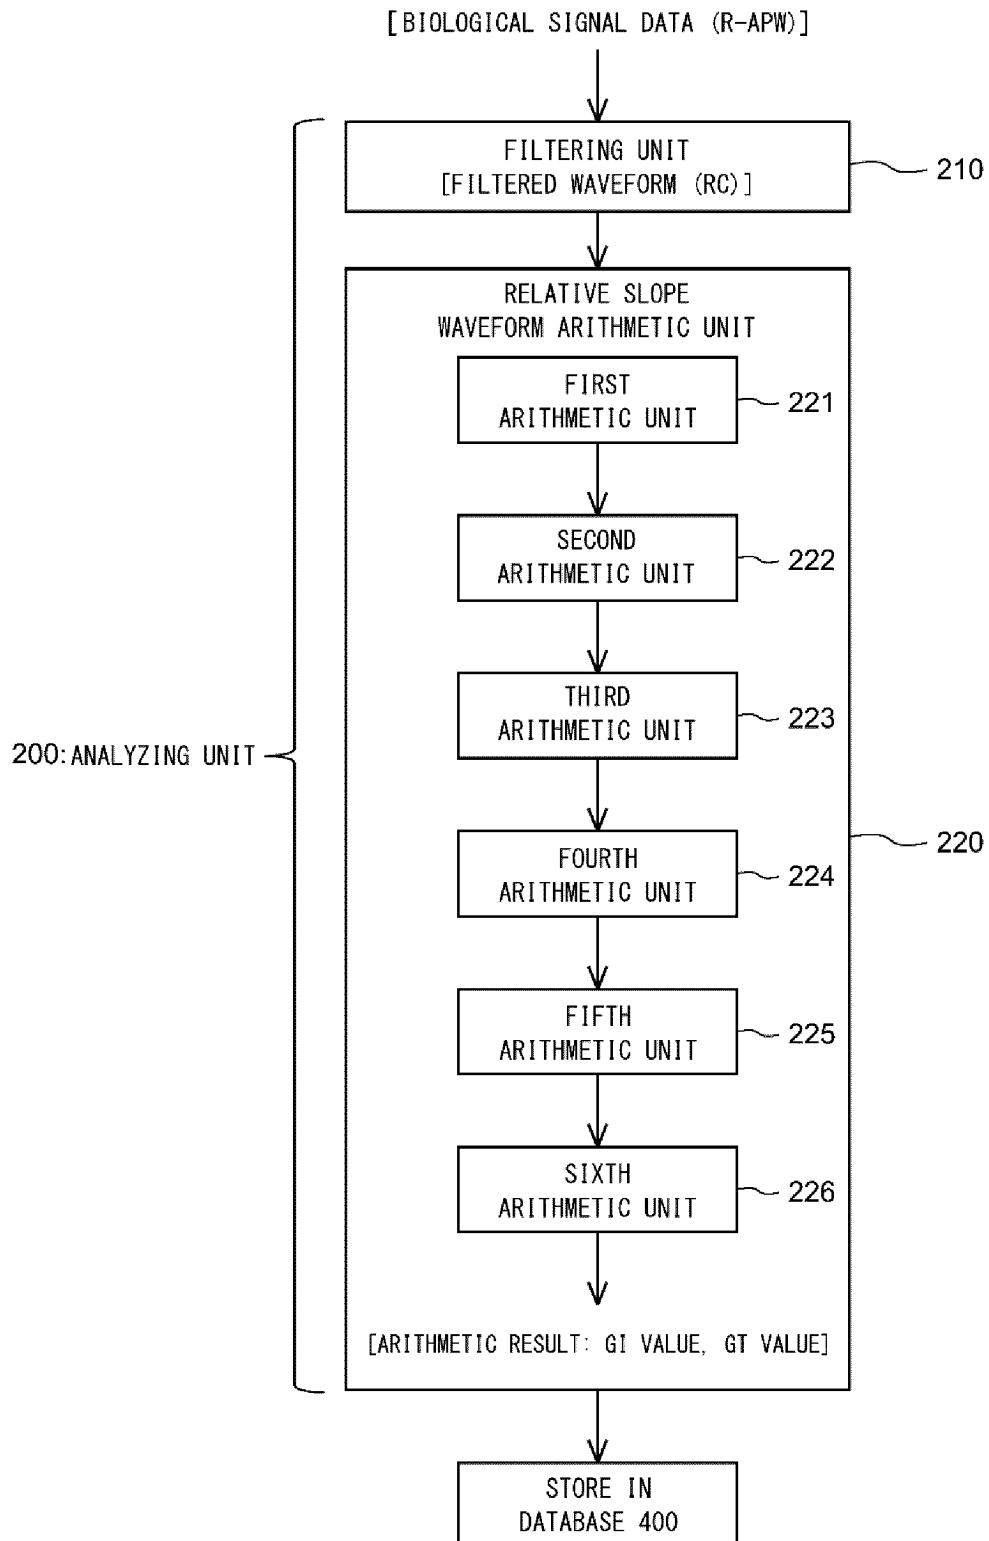 [BIOLOGICAL SIGNAL DATA (R-APW)]
FILTERING UNIT
[FILTERED WAVEFORM (RC)]
210
RELATIVE SLOPE
WAVEFORM ARITHMETIC UNIT
FIRST
ARITHMETIC UNIT
221
SECOND
ARITHMETIC UNIT
222
THIRD
ARITHMETIC UNIT
223
200: ANALYZING UNIT
220
FOURTH
ARITHMETIC UNIT
224
FIFTH
ARITHMETIC UNIT
225
SIXTH
ARITHMETIC UNIT
226
[ARITHMETIC RESULT: GI VALUE, GT VALUE]
STORE IN
DATABASE 400